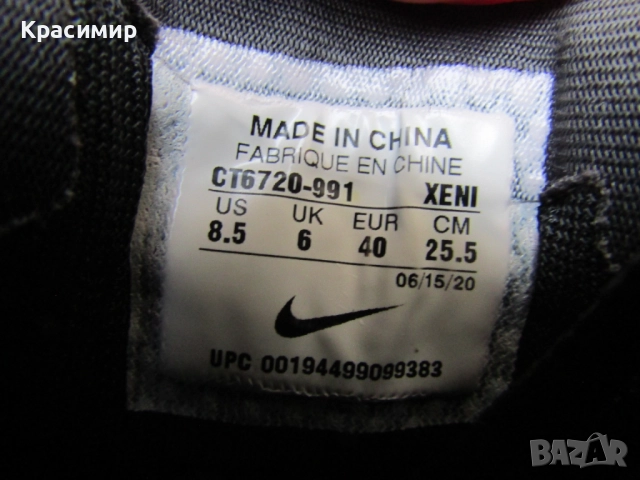 Красимир
MADE IN CHINA
FABRIQUE EN CHINE
CT6720-991 XENI
US UK EUR CM
8.5 6 40 25.5
06/15/20
UPC 00194499099383
BAZAR